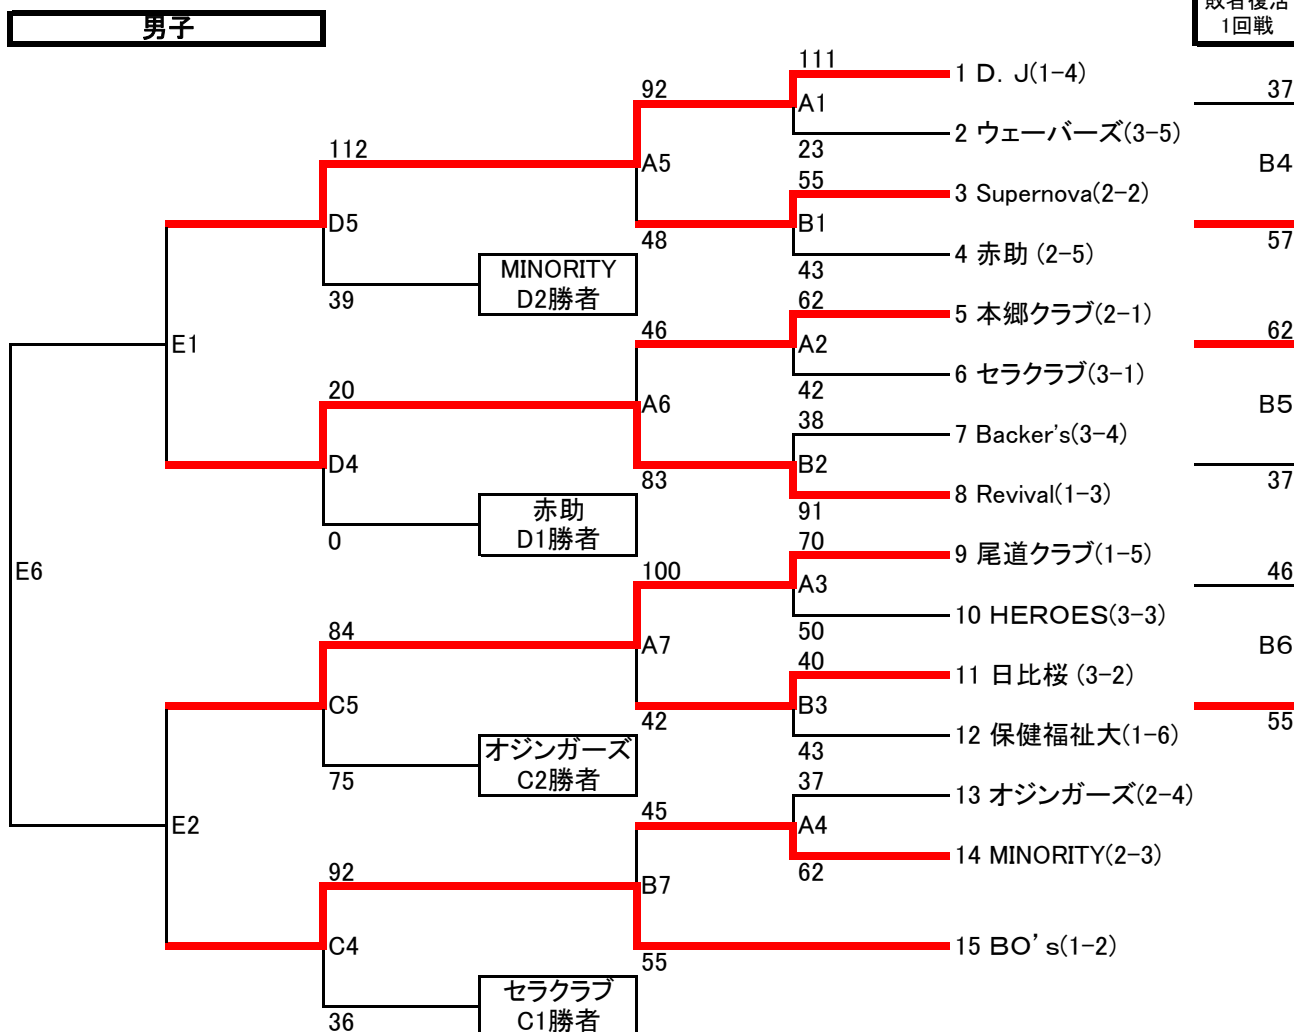 敗者復活
1回戦
男子
111
1 D. J(1-4)
92
37
A1
2 ウェーバーズ(3-5)
112
23
A5
B4
55
3 Supernova(2-2)
D5
B1
48
57
4 赤助 (2-5)
MINORITY
D2勝者
43
39
62
5 本郷クラブ(2-1)
46
62
E1
A2
6 セラクラブ(3-1)
20
42
A6
B5
38
7 Backer's(3-4)
D4
B2
83
37
8 Revival(1-3)
赤助
D1勝者
91
0
70
9 尾道クラブ(1-5)
E6
100
46
A3
10 HEROES(3-3)
84
50
A7
B6
40
11 日比桜 (3-2)
C5
B3
42
55
12 保健福祉大(1-6)
オジンガーズ
C2勝者
43
75
37
13 オジンガーズ(2-4)
45
E2
A4
14 MINORITY(2-3)
92
62
B7
C4
15 BO's(1-2)
55
セラクラブ
C1勝者
36